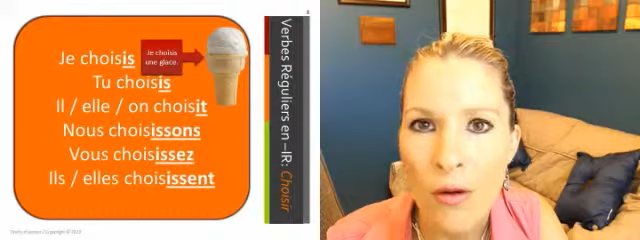 Je choisis
Tu choisis
Il / elle / on choisit
Nous choisissons
Vous choisissez
Ils / elles choisissent
Je choisis
une glace.
Verbes Réguliers en –IR: Choisir